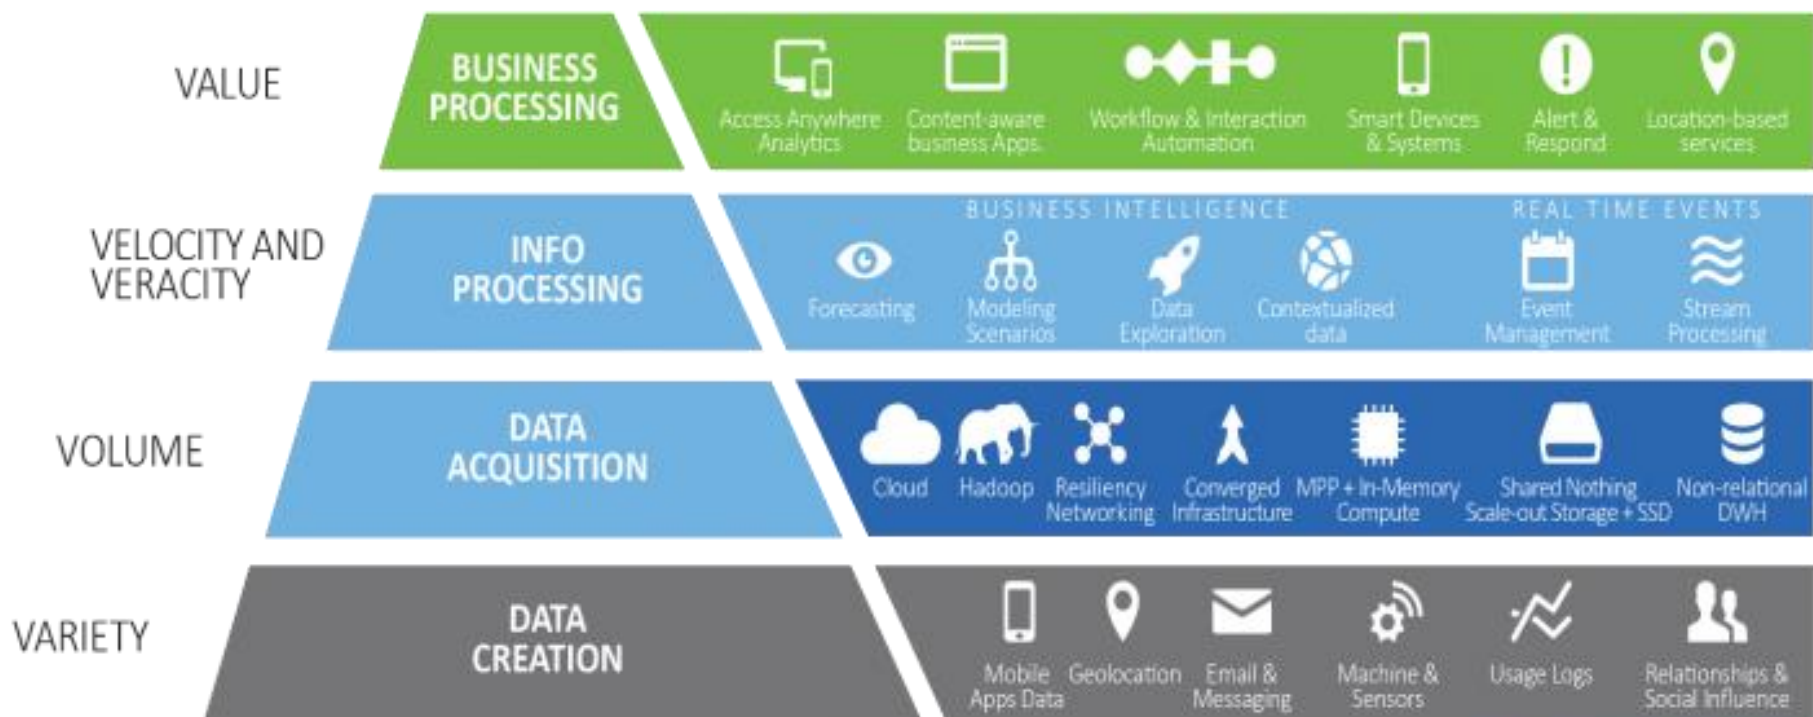 VALUE
BUSINESS
PROCESSING
Access Anywhere
Analytics
Content-aware
business Apps.
Workflow & Interaction
Automation
Smart Devices
& Systems
Alert &
Respond
Location-based
services
VELOCITY AND
VERACITY
INFO
PROCESSING
BUSINESS INTELLIGENCE
Forecasting
Modeling
Scenarios
Data
Exploration
Contextualized
data
REAL TIME EVENTS
Event
Management
Stream
Processing
VOLUME
DATA
ACQUISITION
Cloud
Hadoop
Resiliency
Networking
Converged
Infrastructure
MPP + In-Memory
Compute
Shared Nothing
Scale-out Storage + SSD
Non-relational
DWH
VARIETY
DATA
CREATION
Mobile
Apps Data
Geolocation
Email &
Messaging
Machine &
Sensors
Usage Logs
Relationships &
Social Influence